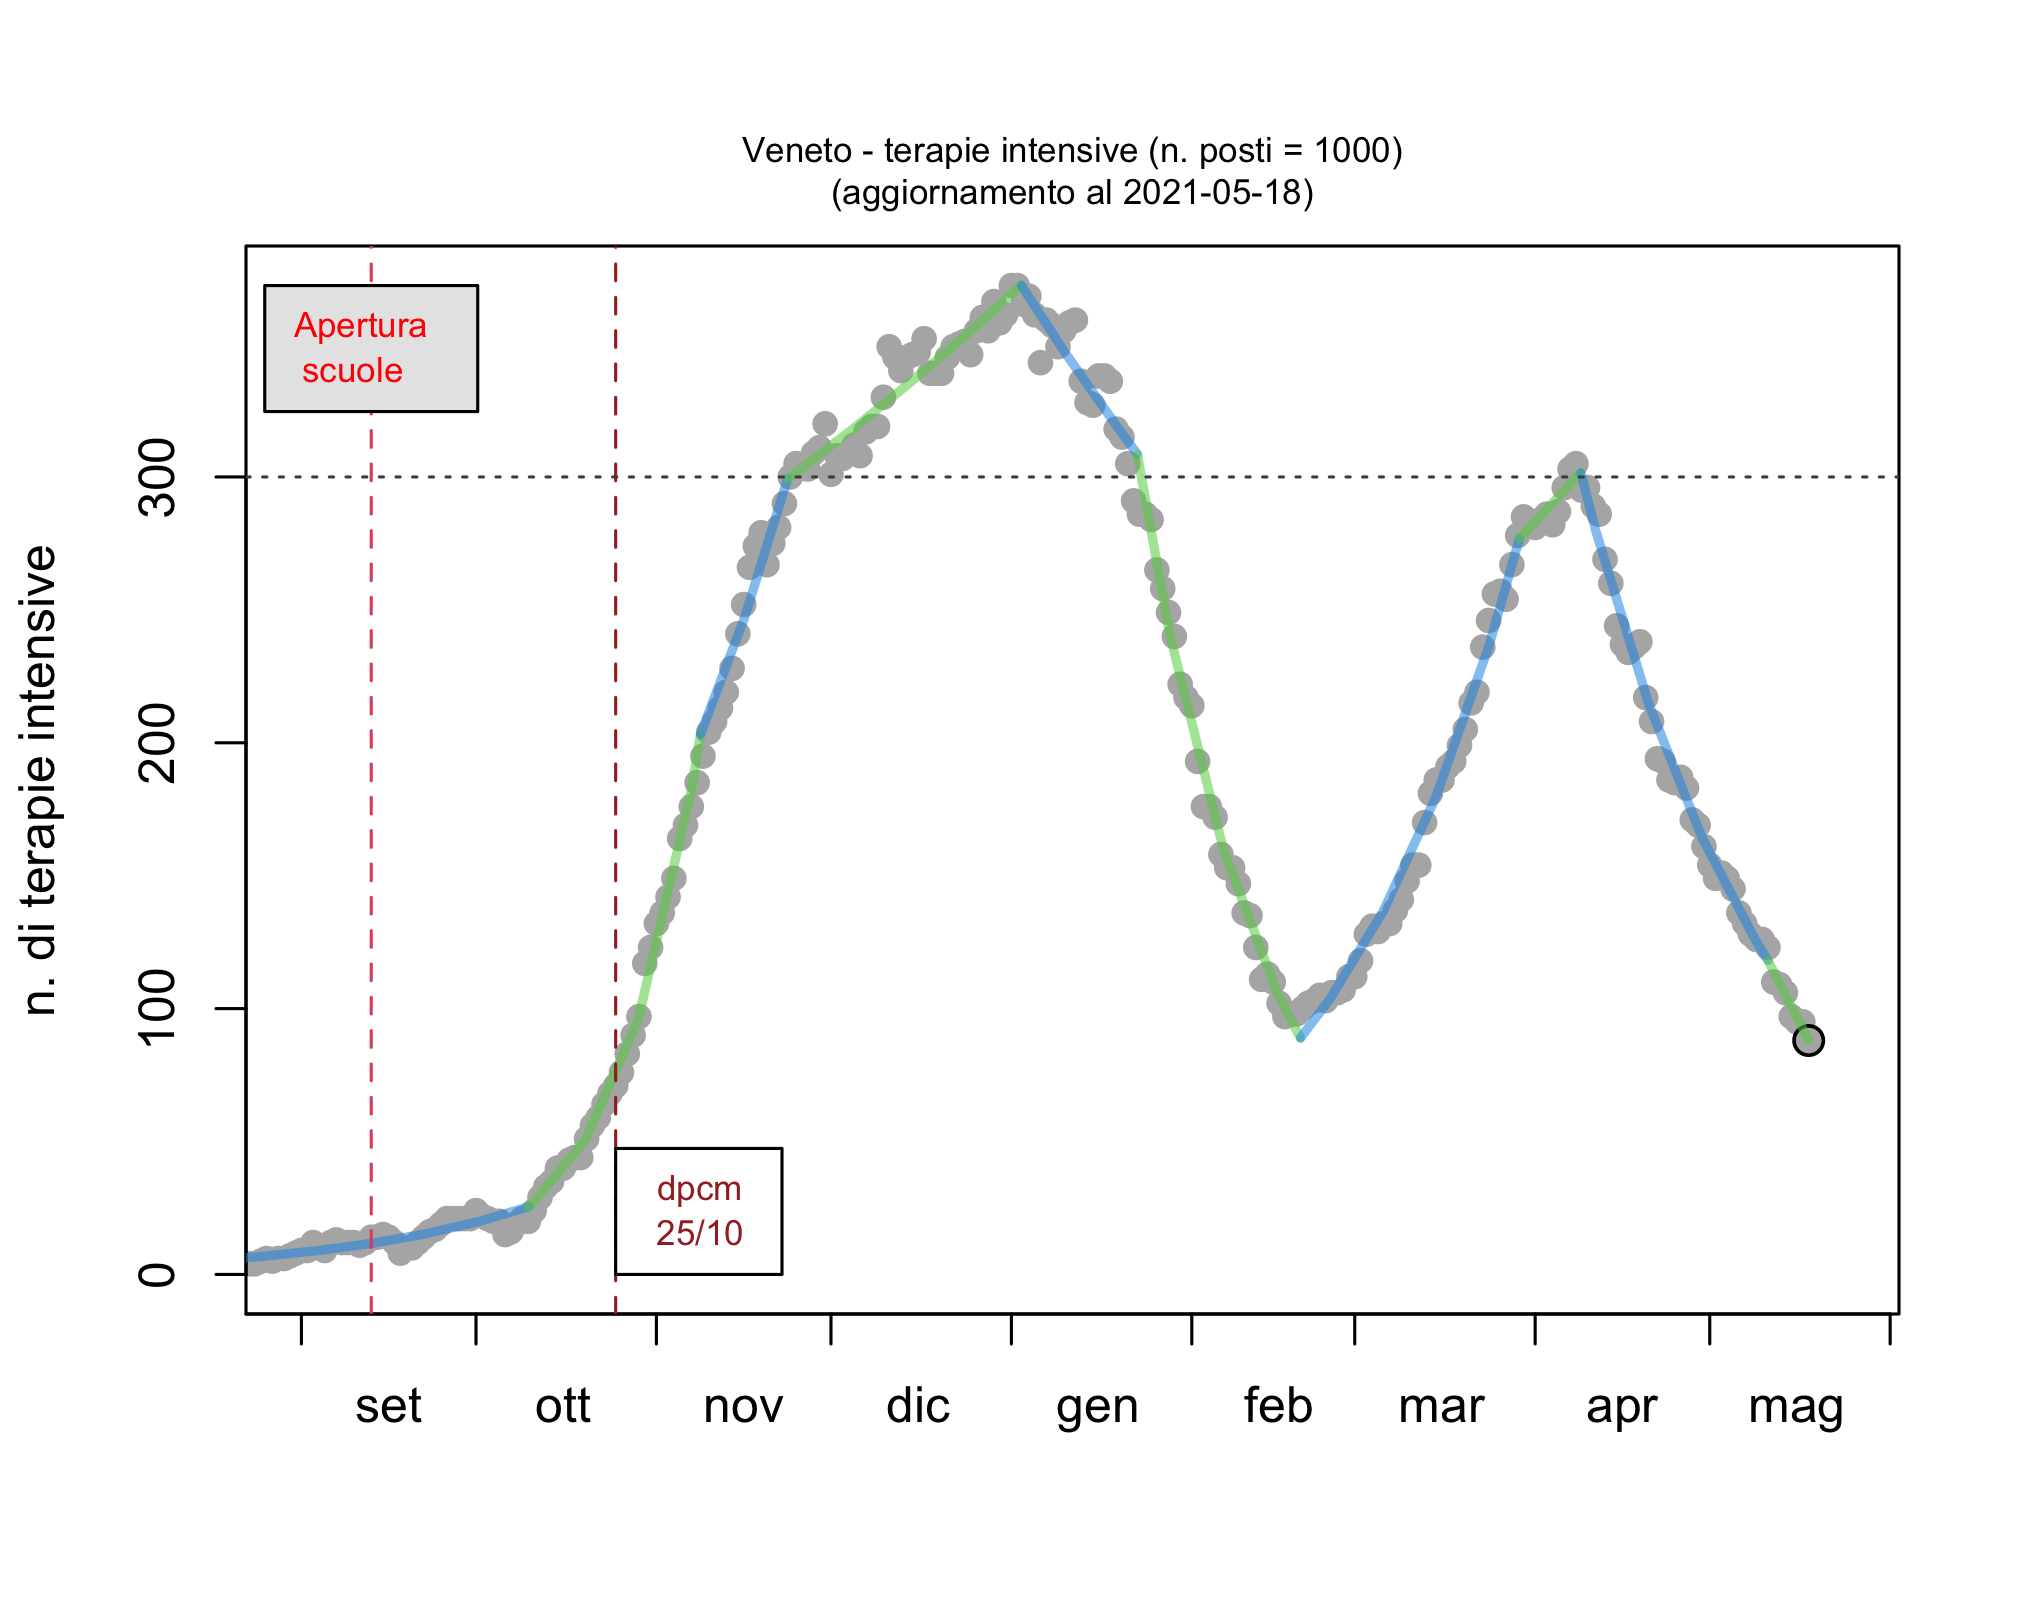 Veneto - terapie intensive (n. posti = 1000)
(aggiornamento al 2021-05-18)
Apertura
scuole
dpcm
25/10
n. di terapie intensive
300
200
100
0
set ott nov dic gen feb mar apr mag